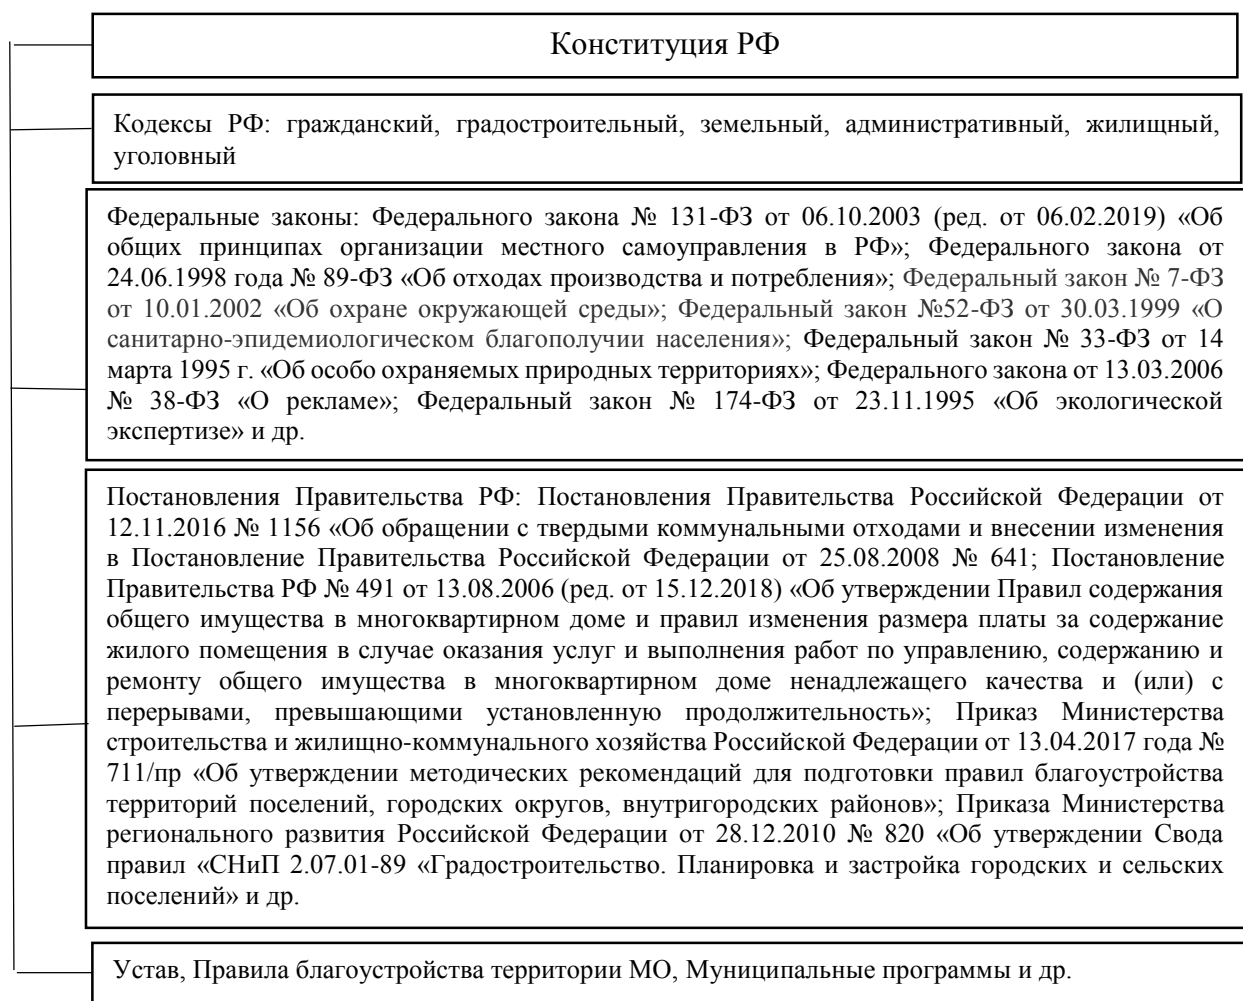 Конституция РФ
Кодексы РФ: гражданский, градостроительный, земельный, административный, жилищный,
уголовный
Федеральные законы: Федерального закона № 131-ФЗ от 06.10.2003 (ред. от 06.02.2019) «Об
общих принципах организации местного самоуправления в РФ»; Федерального закона от
24.06.1998 года № 89-ФЗ «Об отходах производства и потребления»; Федеральный закон № 7-ФЗ
от 10.01.2002 «Об охране окружающей среды»; Федеральный закон №52-ФЗ от 30.03.1999 «О
санитарно-эпидемиологическом благополучии населения»; Федеральный закон № 33-ФЗ от 14
марта 1995 г. «Об особо охраняемых природных территориях»; Федерального закона от 13.03.2006
№ 38-ФЗ «О рекламе»; Федеральный закон № 174-ФЗ от 23.11.1995 «Об экологической
экспертизе» и др.
Постановления Правительства РФ: Постановления Правительства Российской Федерации от
12.11.2016 № 1156 «Об обращении с твердыми коммунальными отходами и внесении изменения
в Постановление Правительства Российской Федерации от 25.08.2008 № 641; Постановление
Правительства РФ № 491 от 13.08.2006 (ред. от 15.12.2018) «Об утверждении Правил содержания
общего имущества в многоквартирном доме и правил изменения размера платы за содержание
жилого помещения в случае оказания услуг и выполнения работ по управлению, содержанию и
ремонту общего имущества в многоквартирном доме ненадлежащего качества и (или) с
перерывами, превышающими установленную продолжительность»; Приказ Министерства
строительства и жилищно-коммунального хозяйства Российской Федерации от 13.04.2017 года №
711/пр «Об утверждении методических рекомендаций для подготовки правил благоустройства
территорий поселений, городских округов, внутригородских районов»; Приказа Министерства
регионального развития Российской Федерации от 28.12.2010 № 820 «Об утверждении Свода
правил «СНиП 2.07.01-89 «Градостроительство. Планировка и застройка городских и сельских
поселений» и др.
Устав, Правила благоустройства территории МО, Муниципальные программы и др.